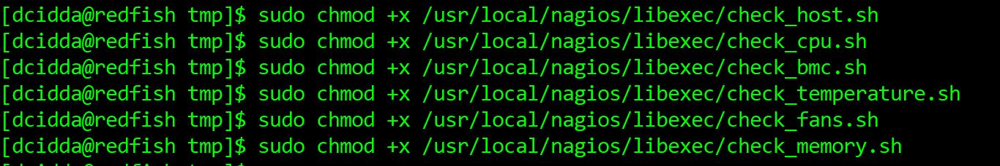 [dcidda@redfish tmp]$ sudo chmod +x /usr/local/nagios/libexec/check_host.sh
[dcidda@redfish tmp]$ sudo chmod +x /usr/local/nagios/libexec/check_cpu.sh
[dcidda@redfish tmp]$ sudo chmod +x /usr/local/nagios/libexec/check_bmc.sh
[dcidda@redfish tmp]$ sudo chmod +x /usr/local/nagios/libexec/check_temperature.sh
[dcidda@redfish tmp]$ sudo chmod +x /usr/local/nagios/libexec/check_fans.sh
[dcidda@redfish tmp]$ sudo chmod +x /usr/local/nagios/libexec/check_memory.sh